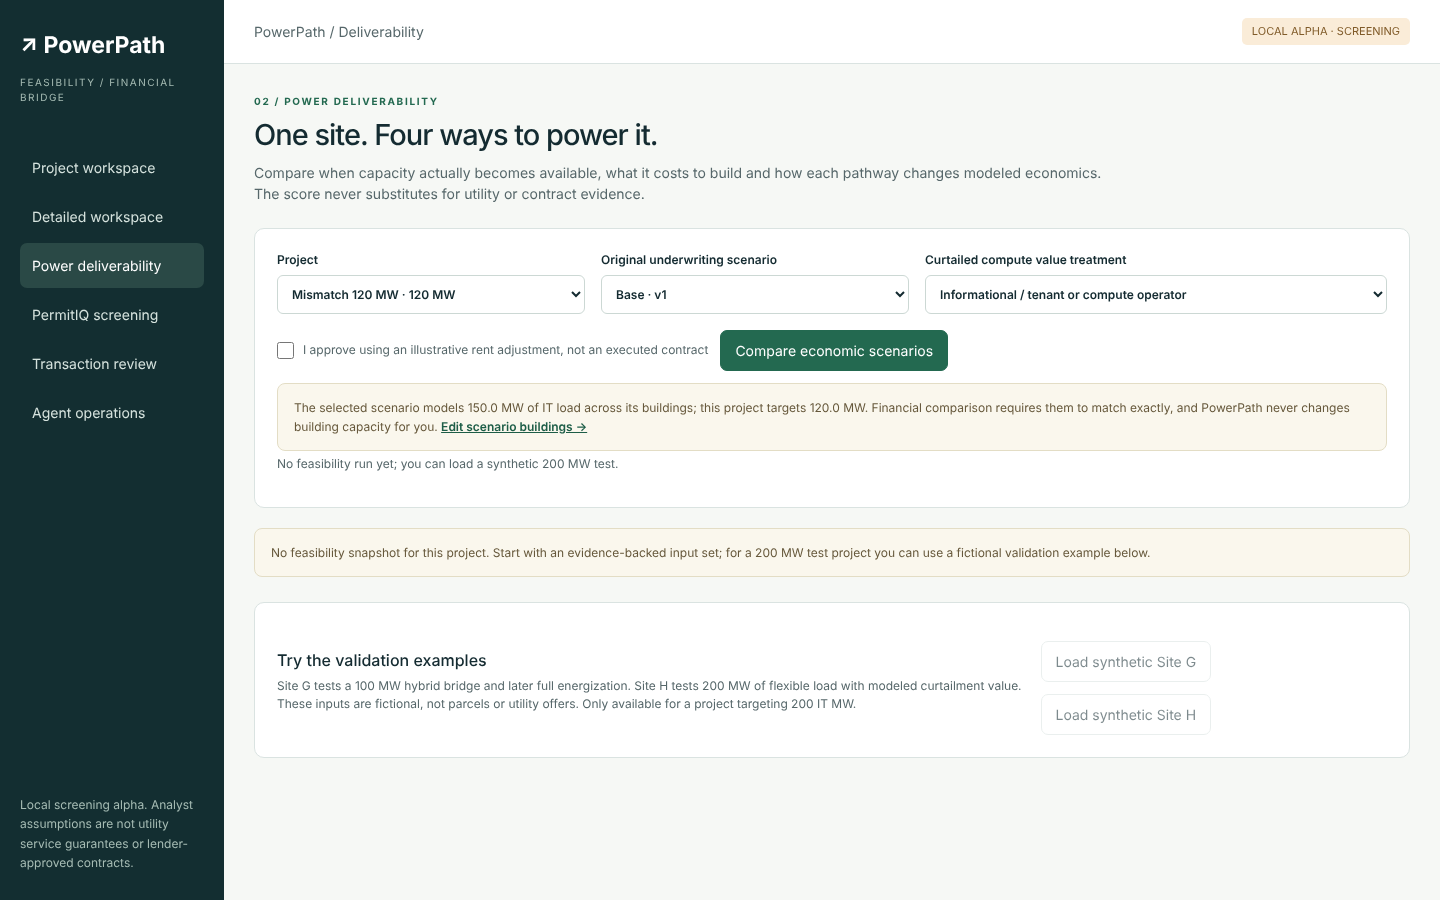 PowerPath
FEASIBILITY / FINANCIAL
BRIDGE
Project workspace
Detailed workspace
Power deliverability
PermitIQ screening
Transaction review
Agent operations
Local screening alpha. Analyst
assumptions are not utility
service guarantees or lender-
approved contracts.
PowerPath / Deliverability
LOCAL ALPHA · SCREENING
02 / POWER DELIVERABILITY
One site. Four ways to power it.
Compare when capacity actually becomes available, what it costs to build and how each pathway changes modeled economics.
The score never substitutes for utility or contract evidence.
Project
Original underwriting scenario
Curtailed compute value treatment
Mismatch 120 MW · 120 MW
Base · v1
Informational / tenant or compute operator
I approve using an illustrative rent adjustment, not an executed contract
Compare economic scenarios
The selected scenario models 150.0 MW of IT load across its buildings; this project targets 120.0 MW. Financial comparison requires them to match exactly, and PowerPath never changes
building capacity for you. Edit scenario buildings →
No feasibility run yet; you can load a synthetic 200 MW test.
No feasibility snapshot for this project. Start with an evidence-backed input set; for a 200 MW test project you can use a fictional validation example below.
Try the validation examples
Site G tests a 100 MW hybrid bridge and later full energization. Site H tests 200 MW of flexible load with modeled curtailment value.
These inputs are fictional, not parcels or utility offers. Only available for a project targeting 200 IT MW.
Load synthetic Site G
Load synthetic Site H